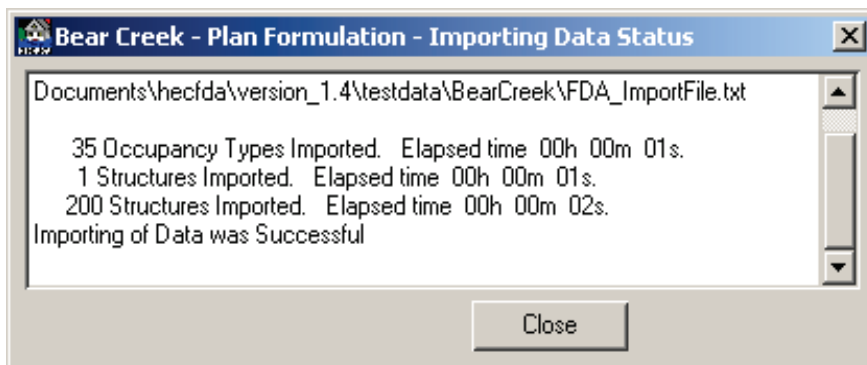 Bear Creek - Plan Formulation - Importing Data Status
Documents\hecfda\version_1.4\testdata\BearCreek\FDA_ImportFile.txt
35 Occupancy Types Imported.   Elapsed time  00h  00m  01s.
1 Structures Imported.   Elapsed time  00h  00m  01s.
200 Structures Imported.   Elapsed time  00h  00m  02s.
Importing of Data was Successful
Close